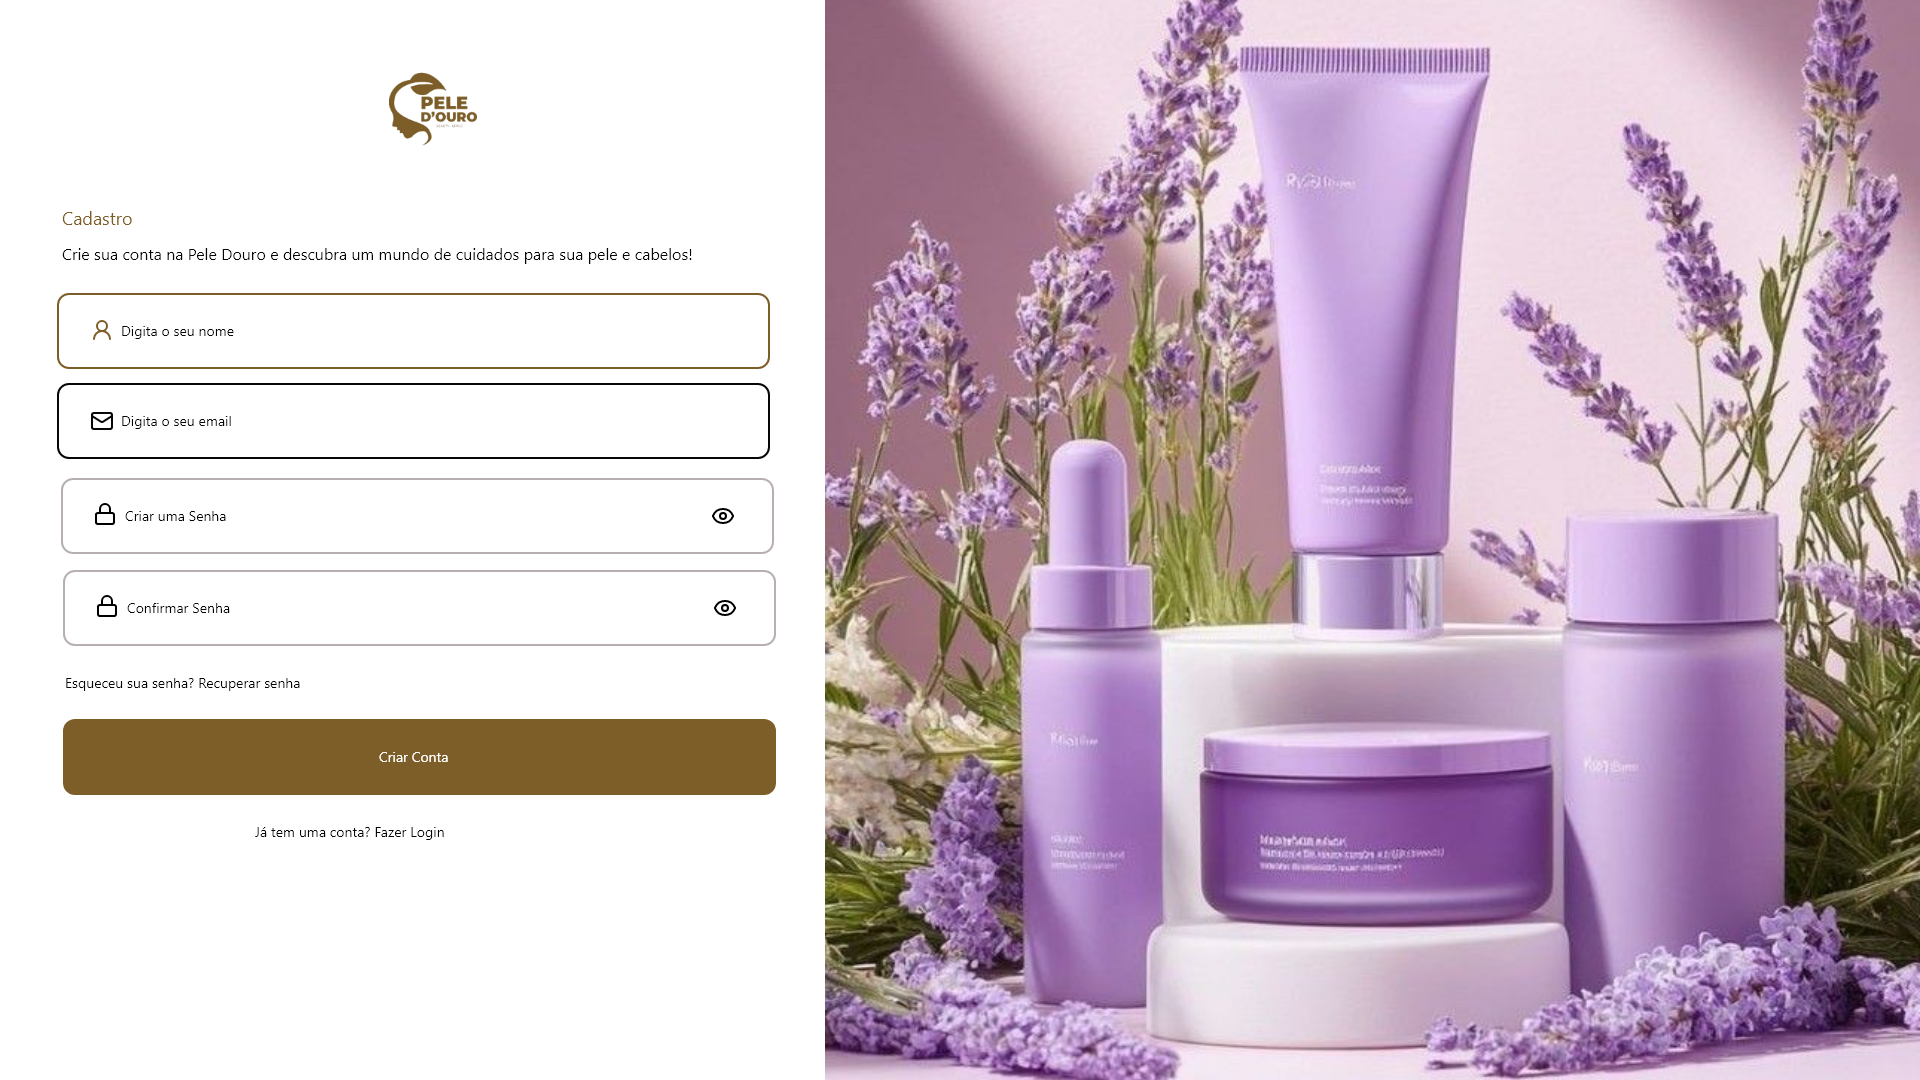 PELE
D'OURO
Cadastro
Crie sua conta na Pele Douro e descubra um mundo de cuidados para sua pele e cabelos!
Digita o seu nome
Digita o seu email
Criar uma Senha
Confirmar Senha
Esqueceu sua senha? Recuperar senha
Criar Conta
Já tem uma conta? Fazer Login